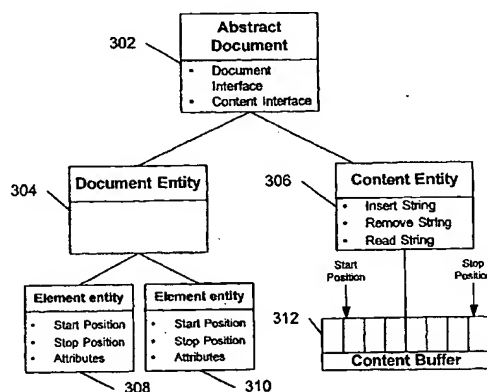 Abstract
Document
302
• Document
Interface
• Content Interface
304
Document Entity
306
Content Entity
• Insert String
• Remove String
• Read String
Start
Position
Stop
Position
Element entity
• Start Position
• Stop Position
• Attributes
Element entity
• Start Position
• Stop Position
• Attributes
312
Content Buffer
308
310